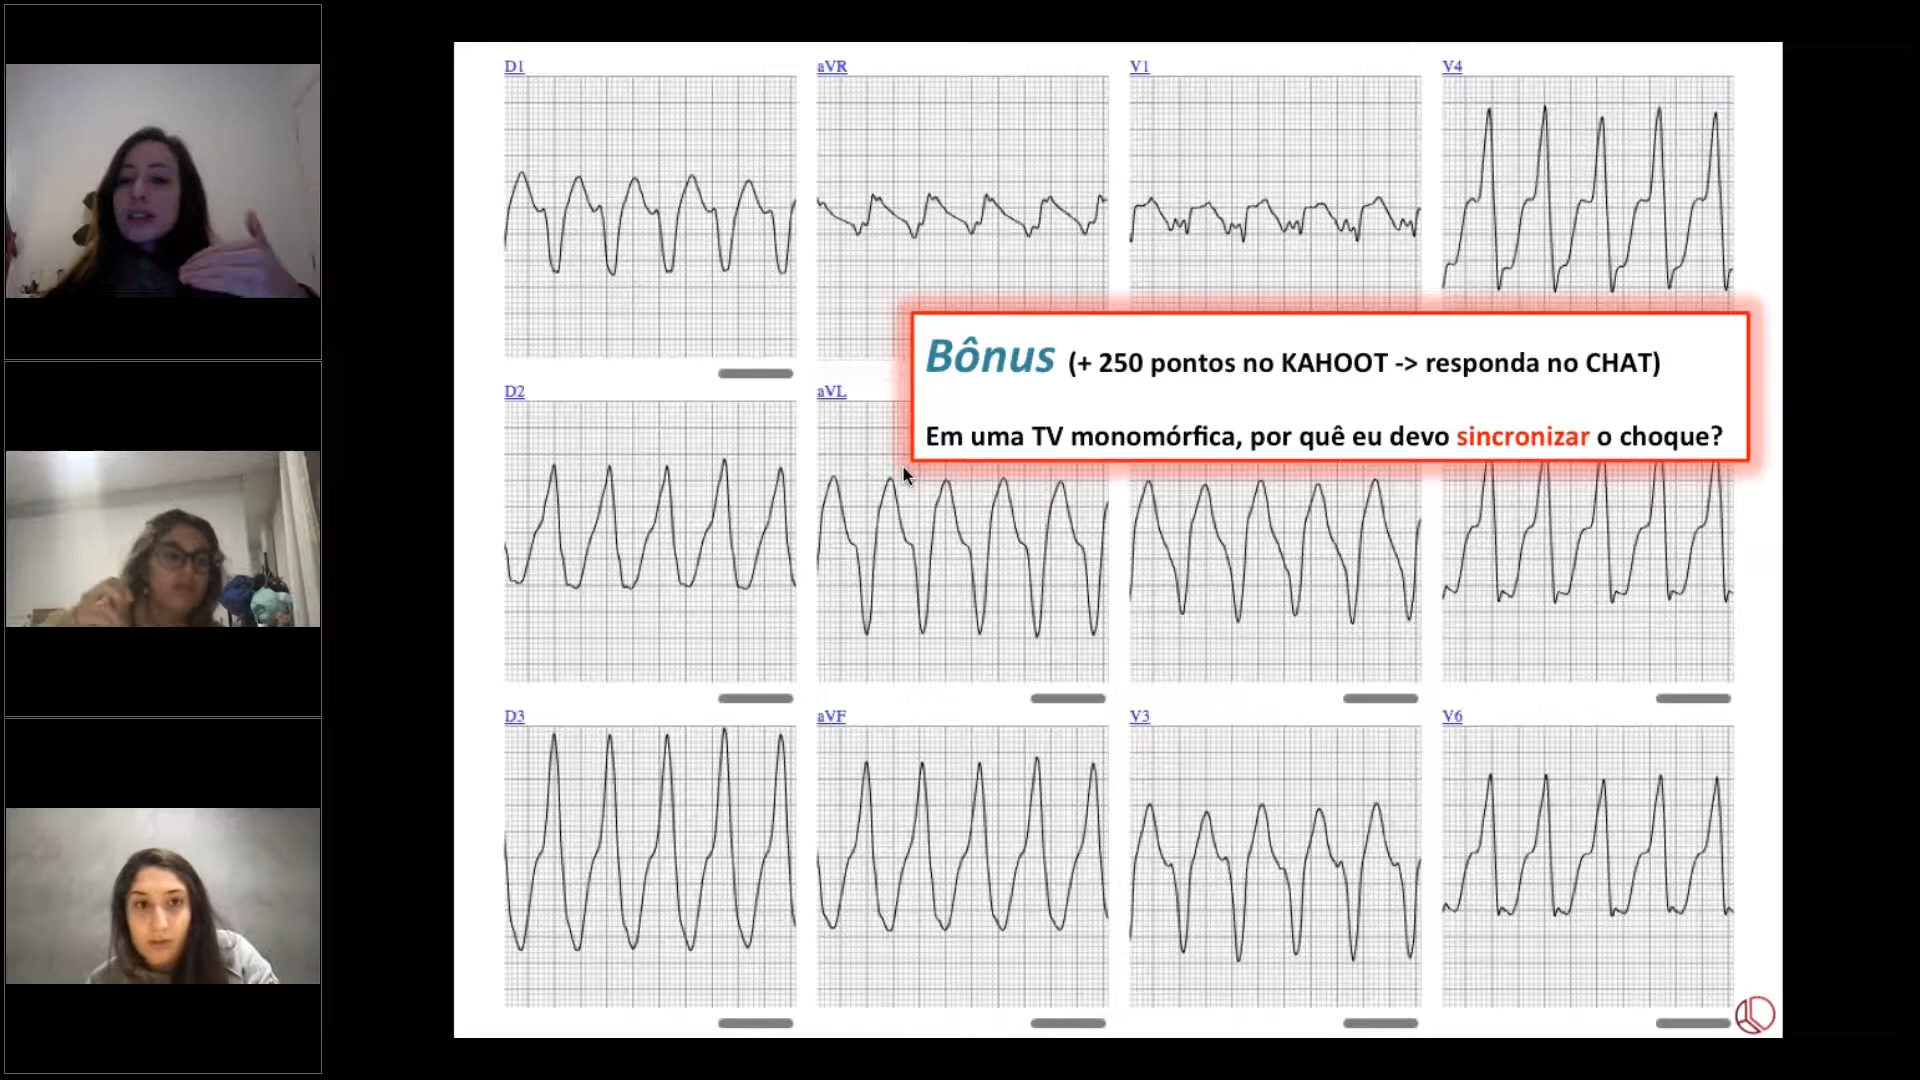 D1 aVR V1 V4
Bônus (+ 250 pontos no KAHOOT -> responda no CHAT)
D2 aVL
Em uma TV monomórfica, por quê eu devo sincronizar o choque?
D3 aVF V3 V6